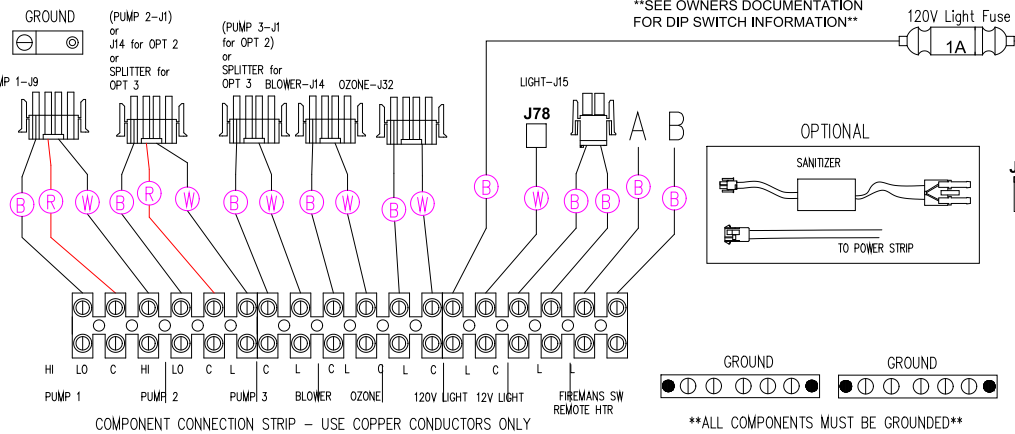 GROUND
(PUMP 2-J1)
or
J14 for OPT 2
or
SPLITTER for
OPT 3
(PUMP 3-J1
for OPT 2)
or
SPLITTER for
OPT 3
BLOWER-J14
OZONE-J32
MP 1-J9
**SEE OWNERS DOCUMENTATION
FOR DIP SWITCH INFORMATION**
120V Light Fuse
1A
LIGHT-J15
J78
A B
OPTIONAL
SANITIZER
TO POWER STRIP
J
B R W B R W B W B W B W B W B B B B
HI LO C HI LO C L C L C L C L C L C L L
PUMP 1 PUMP 2 PUMP 3 BLOWER OZONE 120V LIGHT 12V LIGHT FIREMANS SW
REMOTE HTR
COMPONENT CONNECTION STRIP – USE COPPER CONDUCTORS ONLY
GROUND GROUND
**ALL COMPONENTS MUST BE GROUNDED**